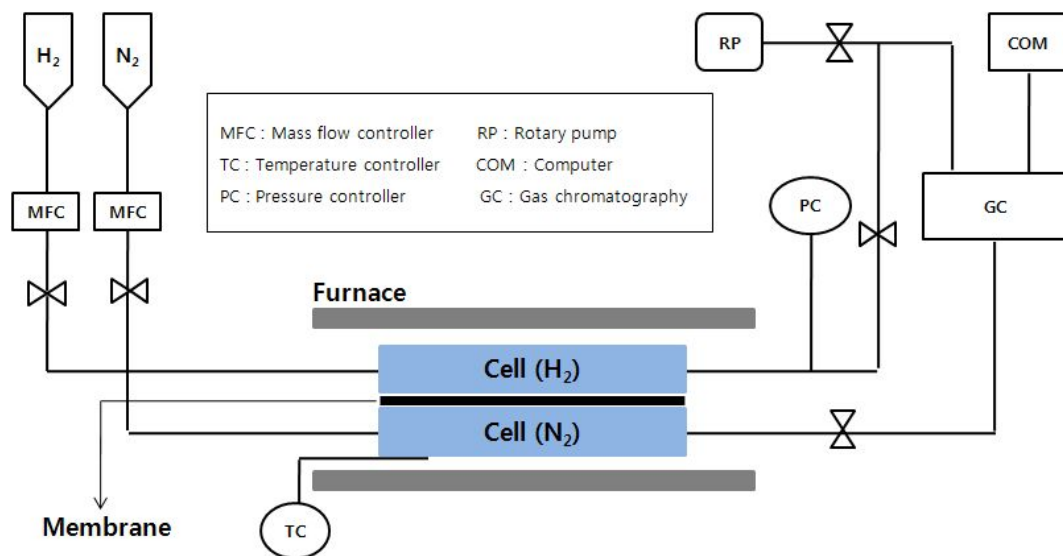 H₂
N₂
RP
COM
MFC : Mass flow controller
RP : Rotary pump
TC : Temperature controller
COM : Computer
PC : Pressure controller
GC : Gas chromatography
MFC
MFC
PC
GC
Furnace
Cell (H₂)
Cell (N₂)
Membrane
TC